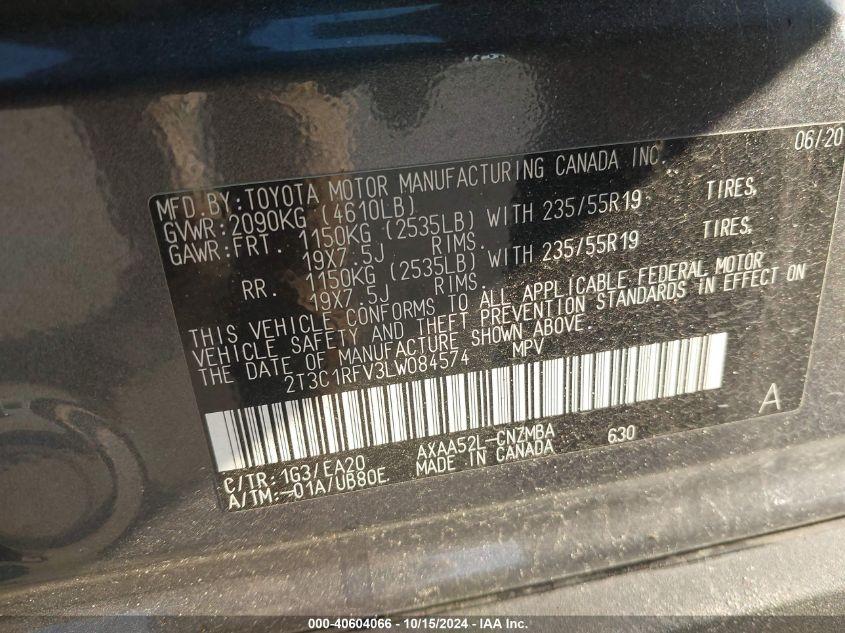 06/20
MFD.BY:TOYOTA MOTOR MANUFACTURING CANADA INC.
GVWR:2090KG (4610LB)
GAWR:FRT. 1150KG (2535LB) WITH 235/55R19 TIRES,
19X7.5J RIMS.
RR. 1150KG (2535LB) WITH 235/55R19 TIRES,
19X7.5J RIMS.
THIS VEHICLE CONFORMS TO ALL APPLICABLE FEDERAL MOTOR
VEHICLE SAFETY AND THEFT PREVENTION STANDARDS IN EFFECT ON
THE DATE OF MANUFACTURE SHOWN ABOVE.
2T3C1RFV3LW084574 MPV
A
C/TR: 1G3/EA20 AXAA52L-CNZMBA 630
A/TM:-01A/UB80E MADE IN CANADA
000-40604066 - 10/15/2024 - IAA Inc.